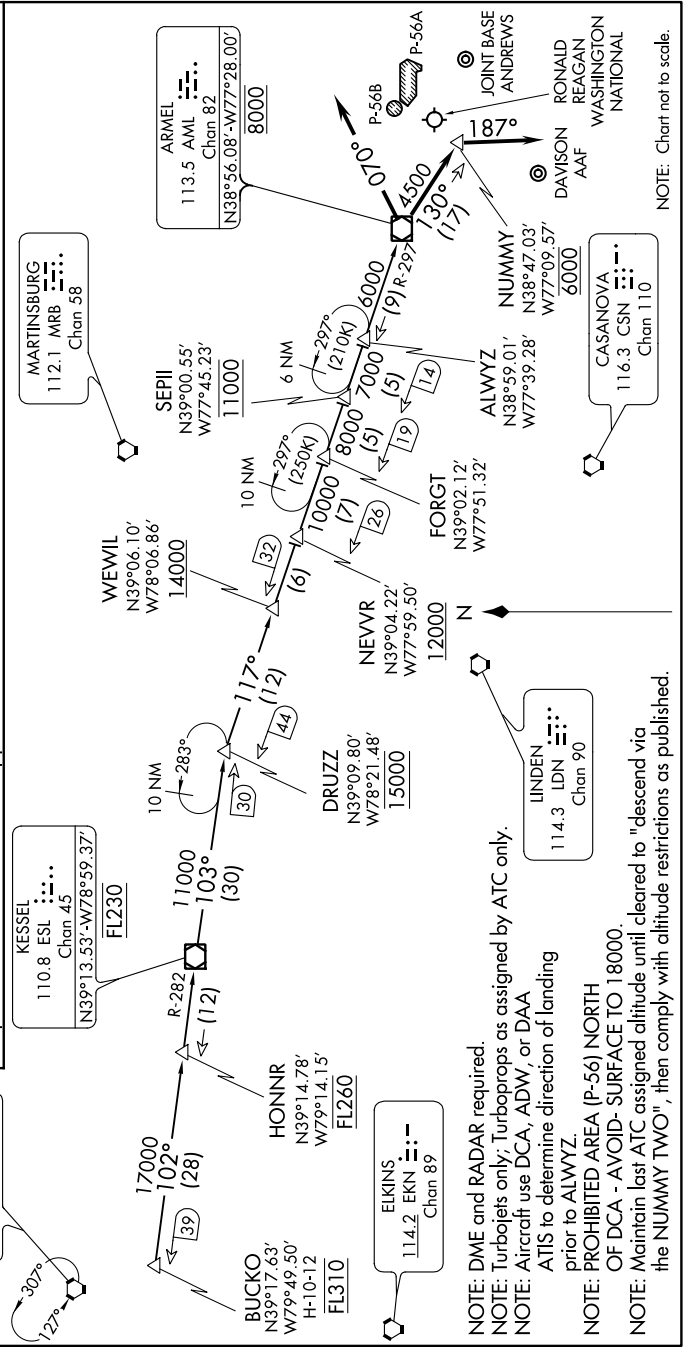 307°
127°
KESSEL
110.8 ESL
Chan 45
N39°13.53'-W78°59.37'
FL230
MARTINSBURG
112.1 MRB
Chan 58
ARMEL
113.5 AML
Chan 82
N38°56.08'-W77°28.00'
8000
BUCKO
N39°17.63'
W79°49.50'
H-10-12
FL310
39
17000
102°
(28)
HONNR
N39°14.78'
W79°14.15'
FL260
R-282
(12)
11000
103°
(30)
30
10 NM
283°
DRUZZ
N39°09.80'
W78°21.48'
15000
44
117°
(12)
WEWIL
N39°06.10'
W78°06.86'
14000
32
(6)
NEVVR
N39°04.22'
W77°59.50'
12000
26
10000
(7)
10 NM
297°
(250K)
FORGT
N39°02.12'
W77°51.32'
19
8000
(5)
SEPII
N39°00.55'
W77°45.23'
11000
14
7000
(5)
6 NM
297°
(210K)
ALWYZ
N38°59.01'
W77°39.28'
6000
(9)
R-297
070°
4500
130°
(17)
187°
NUMMY
N38°47.03'
W77°09.57'
6000
P-56B
P-56A
JOINT BASE
ANDREWS
RONALD
REAGAN
WASHINGTON
NATIONAL
DAVISON
AAF
ELKINS
114.2 EKN
Chan 89
LINDEN
114.3 LDN
Chan 90
CASANOVA
116.3 CSN
Chan 110
N
NOTE: DME and RADAR required.
NOTE: Turbojets only; Turboprops as assigned by ATC only.
NOTE: Aircraft use DCA, ADW, or DAA
ATIS to determine direction of landing
prior to ALWYZ.
NOTE: PROHIBITED AREA (P-56) NORTH
OF DCA - AVOID- SURFACE TO 18000.
NOTE: Maintain last ATC assigned altitude until cleared to "descend via
the NUMMY TWO", then comply with altitude restrictions as published.
NOTE: Chart not to scale.